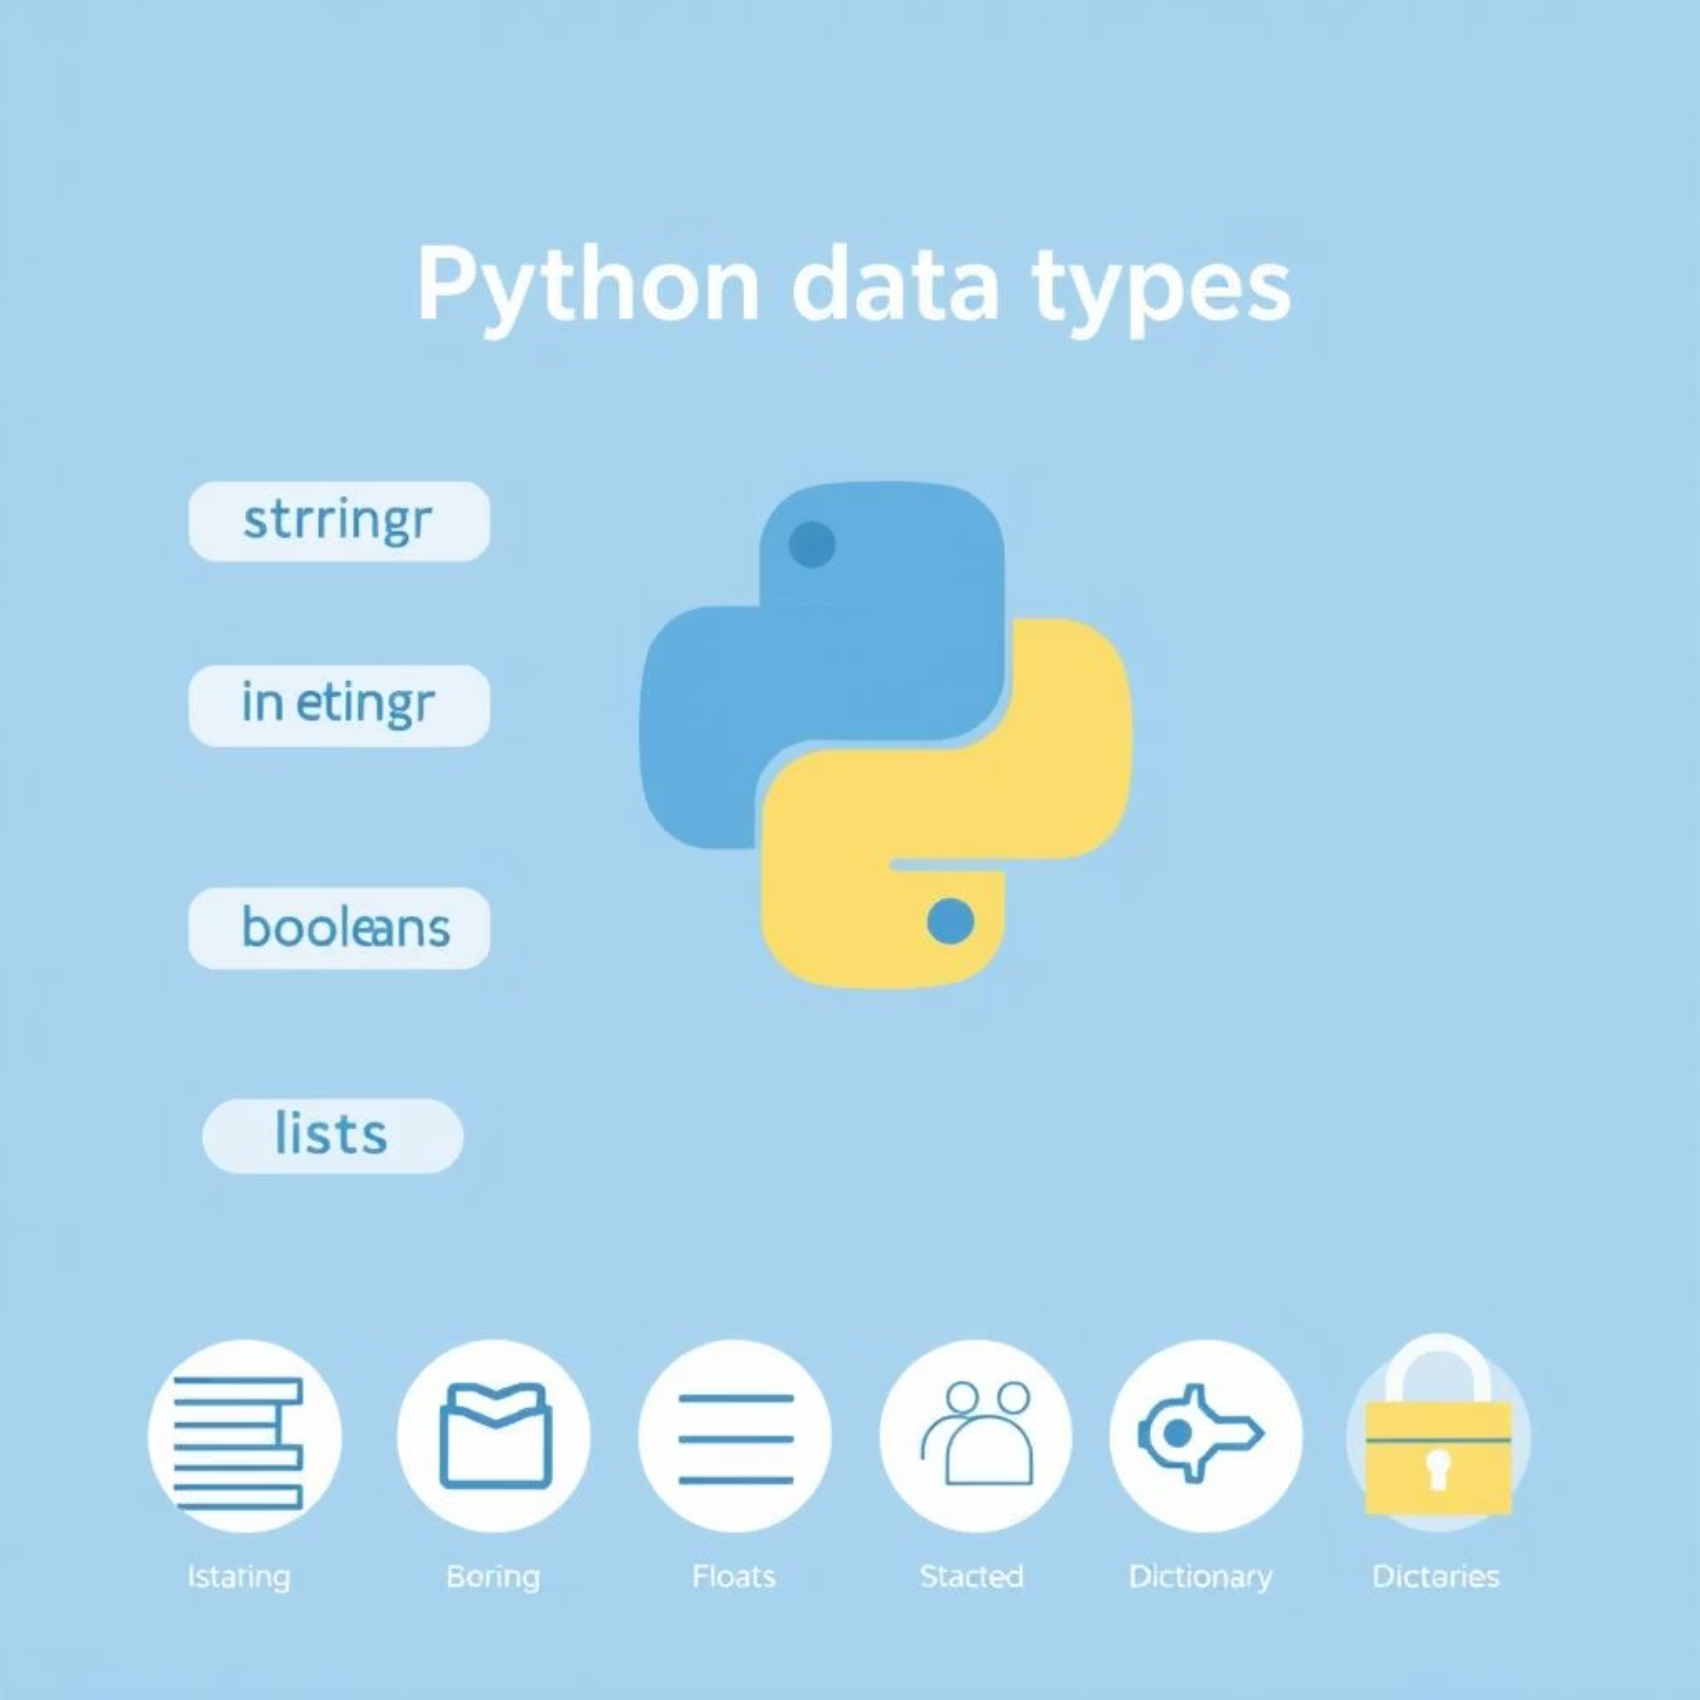 Python data types
strringr
in etingr
booleans
lists
Istaring
Boring
Floats
Stacted
Dictionary
Dictaries